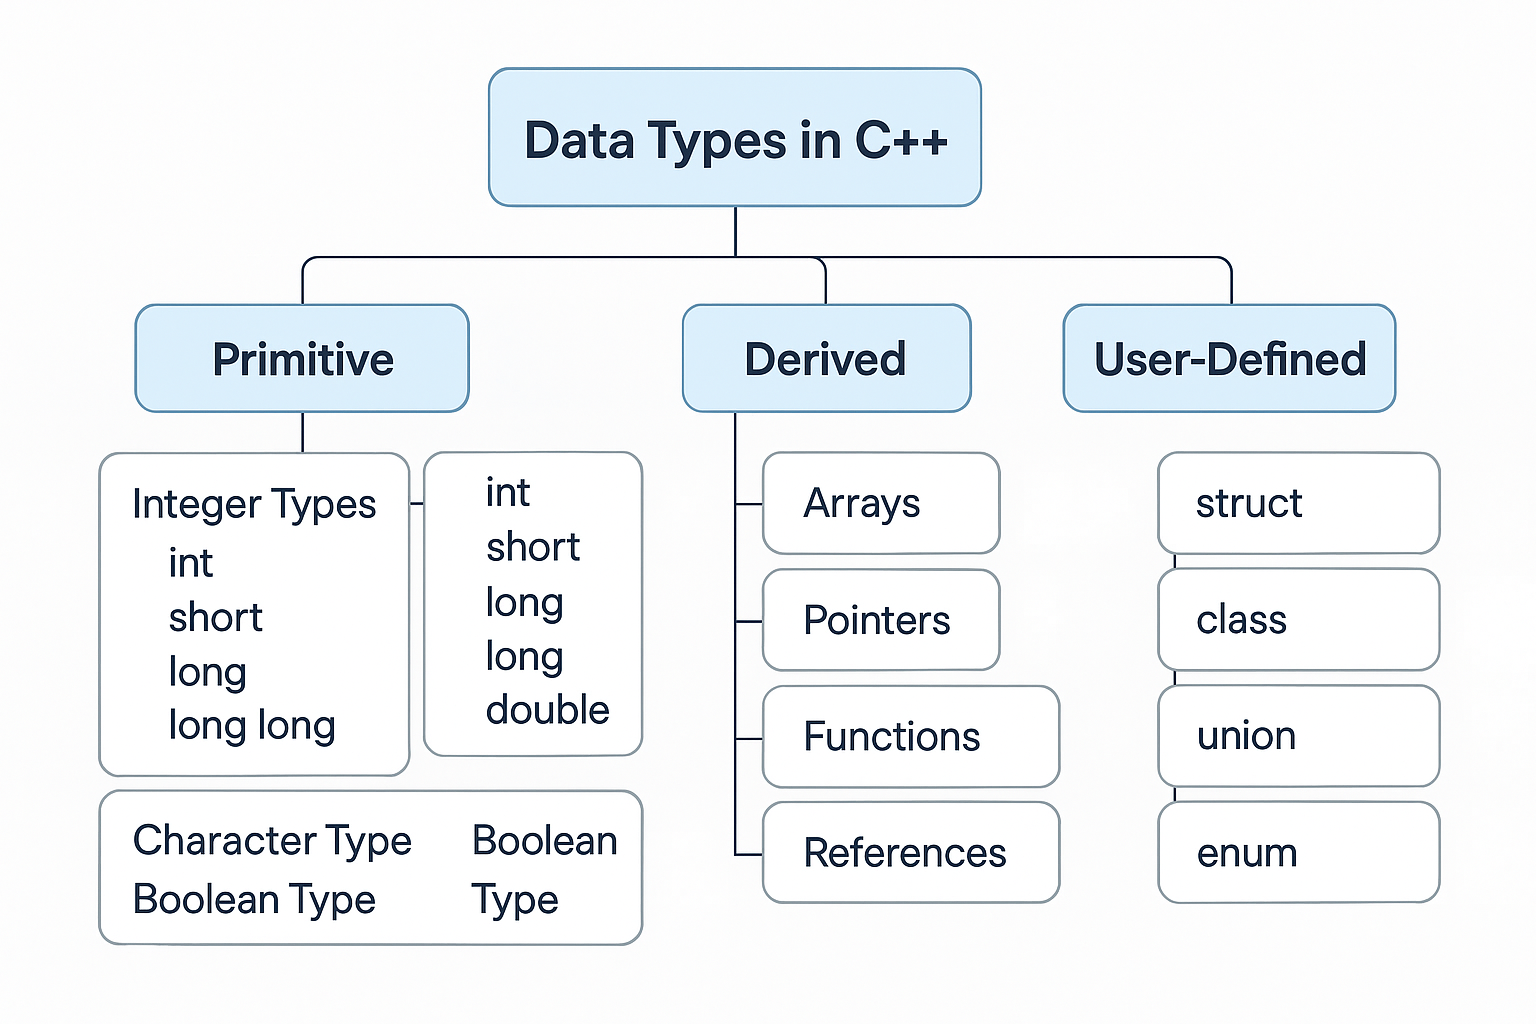 Data Types in C++
Primitive
Derived
User-Defined
Integer Types
int
short
long
long long
int
short
long
long
double
Character Type
Boolean Type
Boolean
Type
Arrays
Pointers
Functions
References
struct
class
union
enum